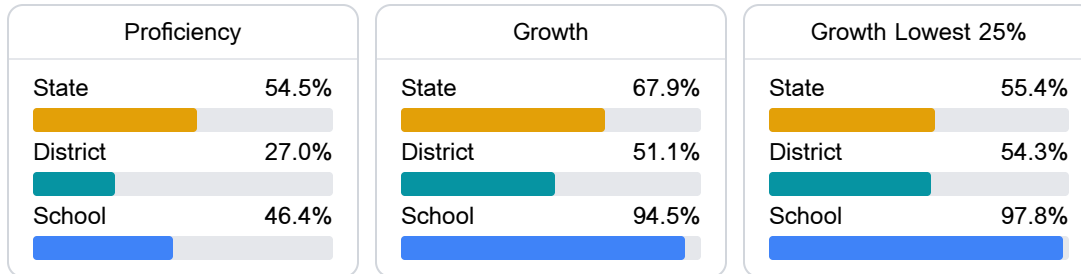 Proficiency
State 54.5%
District 27.0%
School 46.4%
Growth
State 67.9%
District 51.1%
School 94.5%
Growth Lowest 25%
State 55.4%
District 54.3%
School 97.8%